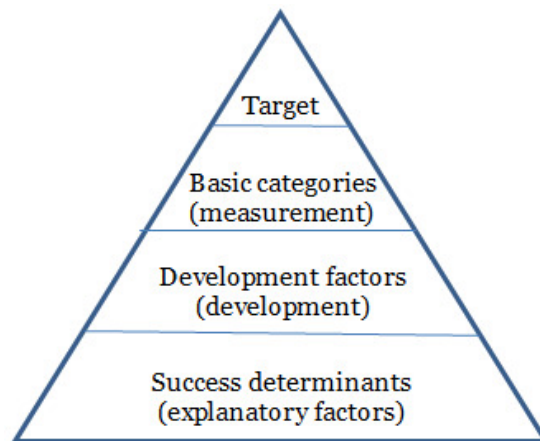 Target
Basic categories
(measurement)
Development factors
(development)
Success determinants
(explanatory factors)